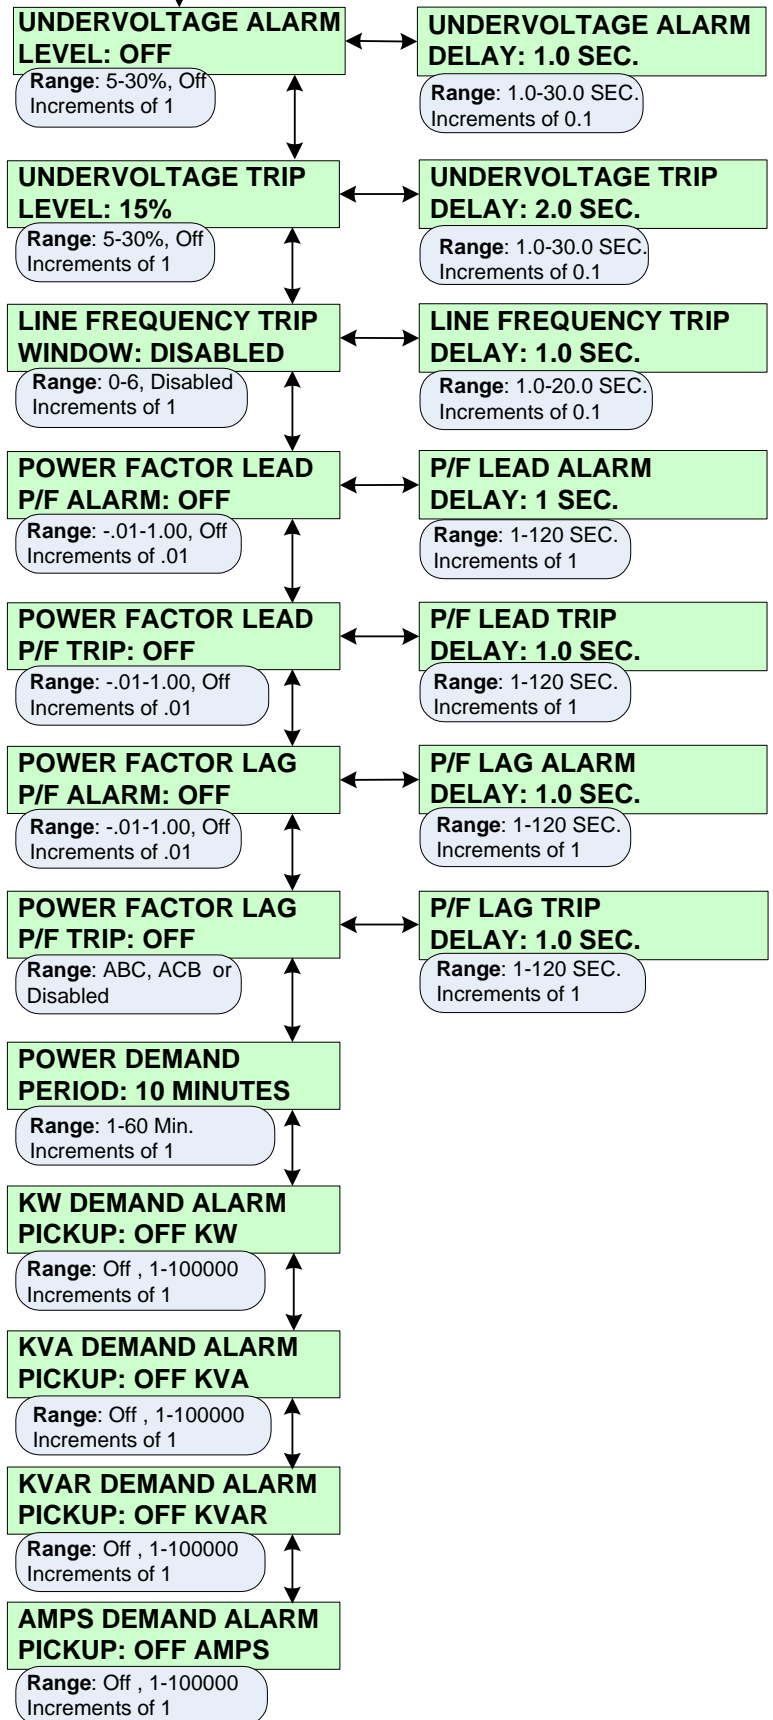 UNDERVOLTAGE ALARM
LEVEL: OFF
Range: 5-30%, Off
Increments of 1
UNDERVOLTAGE ALARM
DELAY: 1.0 SEC.
Range: 1.0-30.0 SEC.
Increments of 0.1
UNDERVOLTAGE TRIP
LEVEL: 15%
Range: 5-30%, Off
Increments of 1
UNDERVOLTAGE TRIP
DELAY: 2.0 SEC.
Range: 1.0-30.0 SEC.
Increments of 0.1
LINE FREQUENCY TRIP
WINDOW: DISABLED
Range: 0-6, Disabled
Increments of 1
LINE FREQUENCY TRIP
DELAY: 1.0 SEC.
Range: 1.0-20.0 SEC.
Increments of 0.1
POWER FACTOR LEAD
P/F ALARM: OFF
Range: -.01-1.00, Off
Increments of .01
P/F LEAD ALARM
DELAY: 1 SEC.
Range: 1-120 SEC.
Increments of 1
POWER FACTOR LEAD
P/F TRIP: OFF
Range: -.01-1.00, Off
Increments of .01
P/F LEAD TRIP
DELAY: 1.0 SEC.
Range: 1-120 SEC.
Increments of 1
POWER FACTOR LAG
P/F ALARM: OFF
Range: -.01-1.00, Off
Increments of .01
P/F LAG ALARM
DELAY: 1.0 SEC.
Range: 1-120 SEC.
Increments of 1
POWER FACTOR LAG
P/F TRIP: OFF
Range: ABC, ACB or
Disabled
P/F LAG TRIP
DELAY: 1.0 SEC.
Range: 1-120 SEC.
Increments of 1
POWER DEMAND
PERIOD: 10 MINUTES
Range: 1-60 Min.
Increments of 1
KW DEMAND ALARM
PICKUP: OFF KW
Range: Off , 1-100000
Increments of 1
KVA DEMAND ALARM
PICKUP: OFF KVA
Range: Off , 1-100000
Increments of 1
KVAR DEMAND ALARM
PICKUP: OFF KVAR
Range: Off , 1-100000
Increments of 1
AMPS DEMAND ALARM
PICKUP: OFF AMPS
Range: Off , 1-100000
Increments of 1